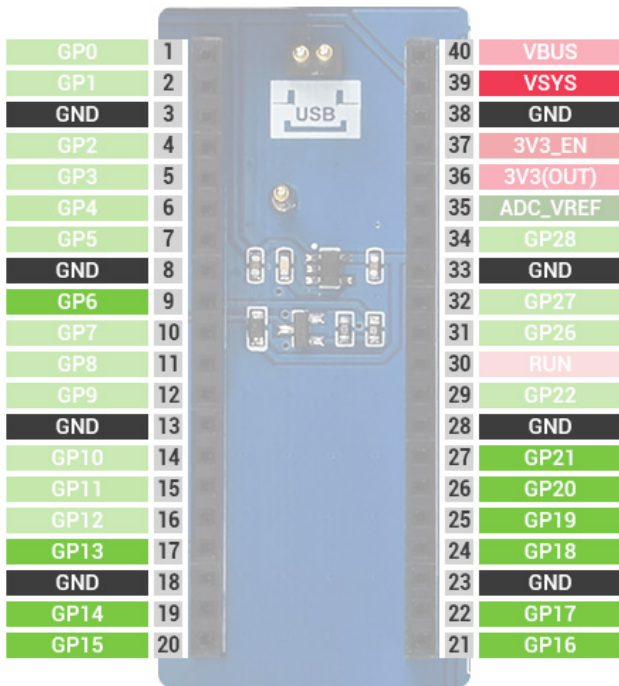 GP0 1 40 VBUS
GP1 2 39 VSYS
GND 3 38 GND
GP2 4 37 3V3_EN
GP3 5 36 3V3(OUT)
GP4 6 35 ADC_VREF
GP5 7 34 GP28
GND 8 33 GND
GP6 9 32 GP27
GP7 10 31 GP26
GP8 11 30 RUN
GP9 12 29 GP22
GND 13 28 GND
GP10 14 27 GP21
GP11 15 26 GP20
GP12 16 25 GP19
GP13 17 24 GP18
GND 18 23 GND
GP14 19 22 GP17
GP15 20 21 GP16
USB